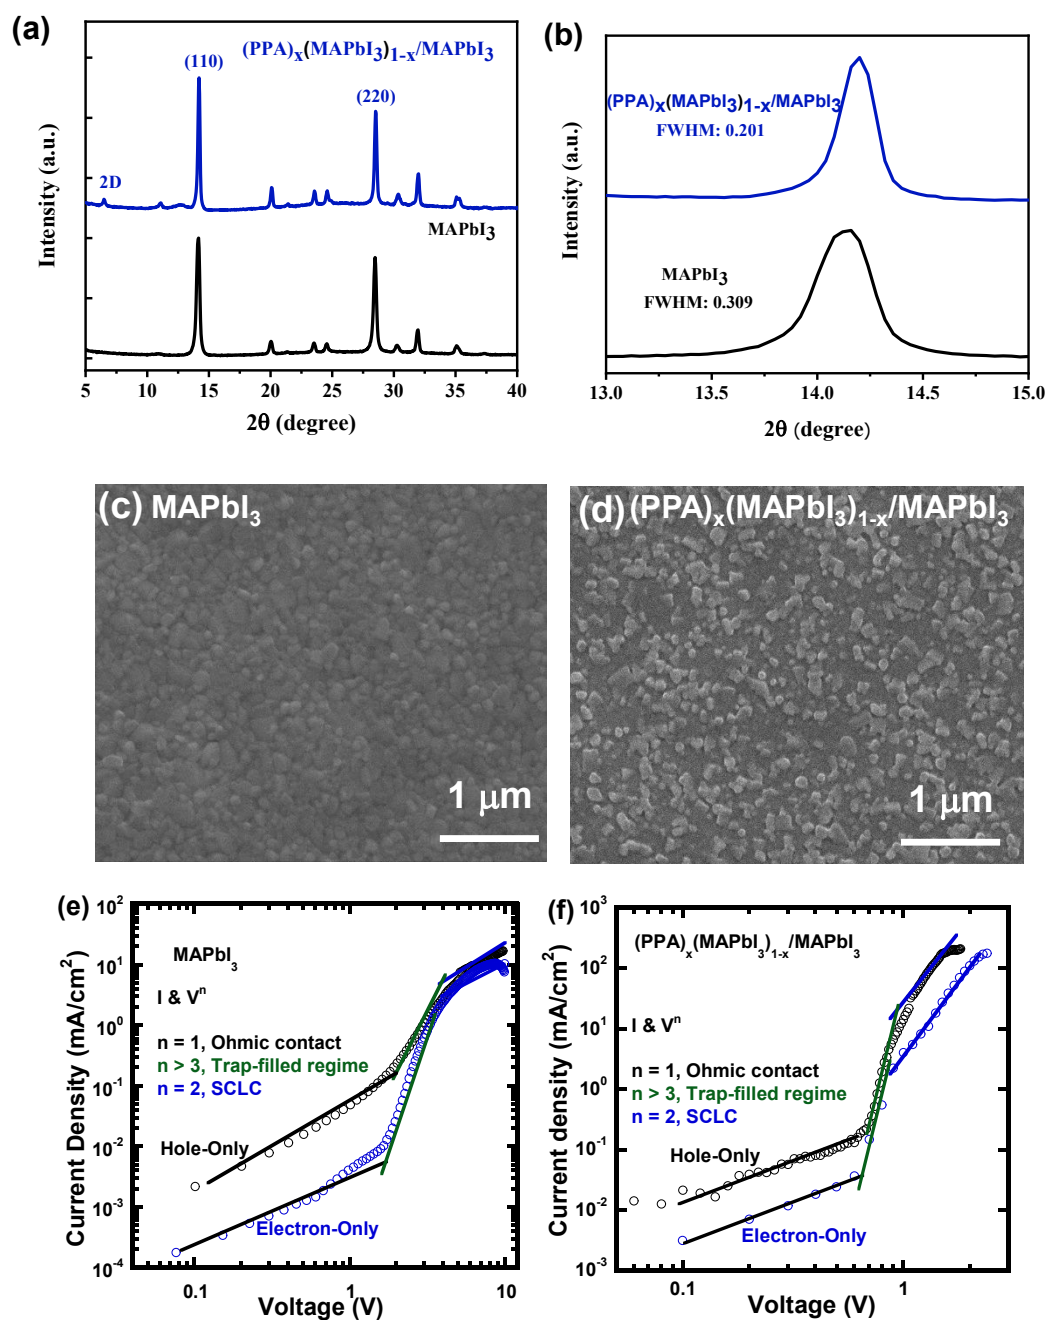 (a)
(PPA)x(MAPbI3)1-x/MAPbI3
(110)
(220)
2D
MAPbI3
Intensity (a.u.)
5 10 15 20 25 30 35 40
2θ (degree)
(b)
(PPA)x(MAPbI3)1-x/MAPbI3
FWHM: 0.201
MAPbI3
FWHM: 0.309
Intensity (a.u.)
13.0 13.5 14.0 14.5 15.0
2θ (degree)
(c) MAPbI3
1 μm
(d) (PPA)x(MAPbI3)1-x/MAPbI3
1 μm
(e)
MAPbI3
I & Vn
n = 1, Ohmic contact
n > 3, Trap-filled regime
n = 2, SCLC
Hole-Only
Electron-Only
Current Density (mA/cm2)
10^2
10^1
10^0
10^-1
10^-2
10^-3
10^-4
0.1 1 10
Voltage (V)
(f)
(PPA)x(MAPbI3)1-x/MAPbI3
I & Vn
n = 1, Ohmic contact
n > 3, Trap-filled regime
n = 2, SCLC
Hole-Only
Electron-Only
Current density (mA/cm2)
10^3
10^2
10^1
10^0
10^-1
10^-2
10^-3
0.1 1
Voltage (V)